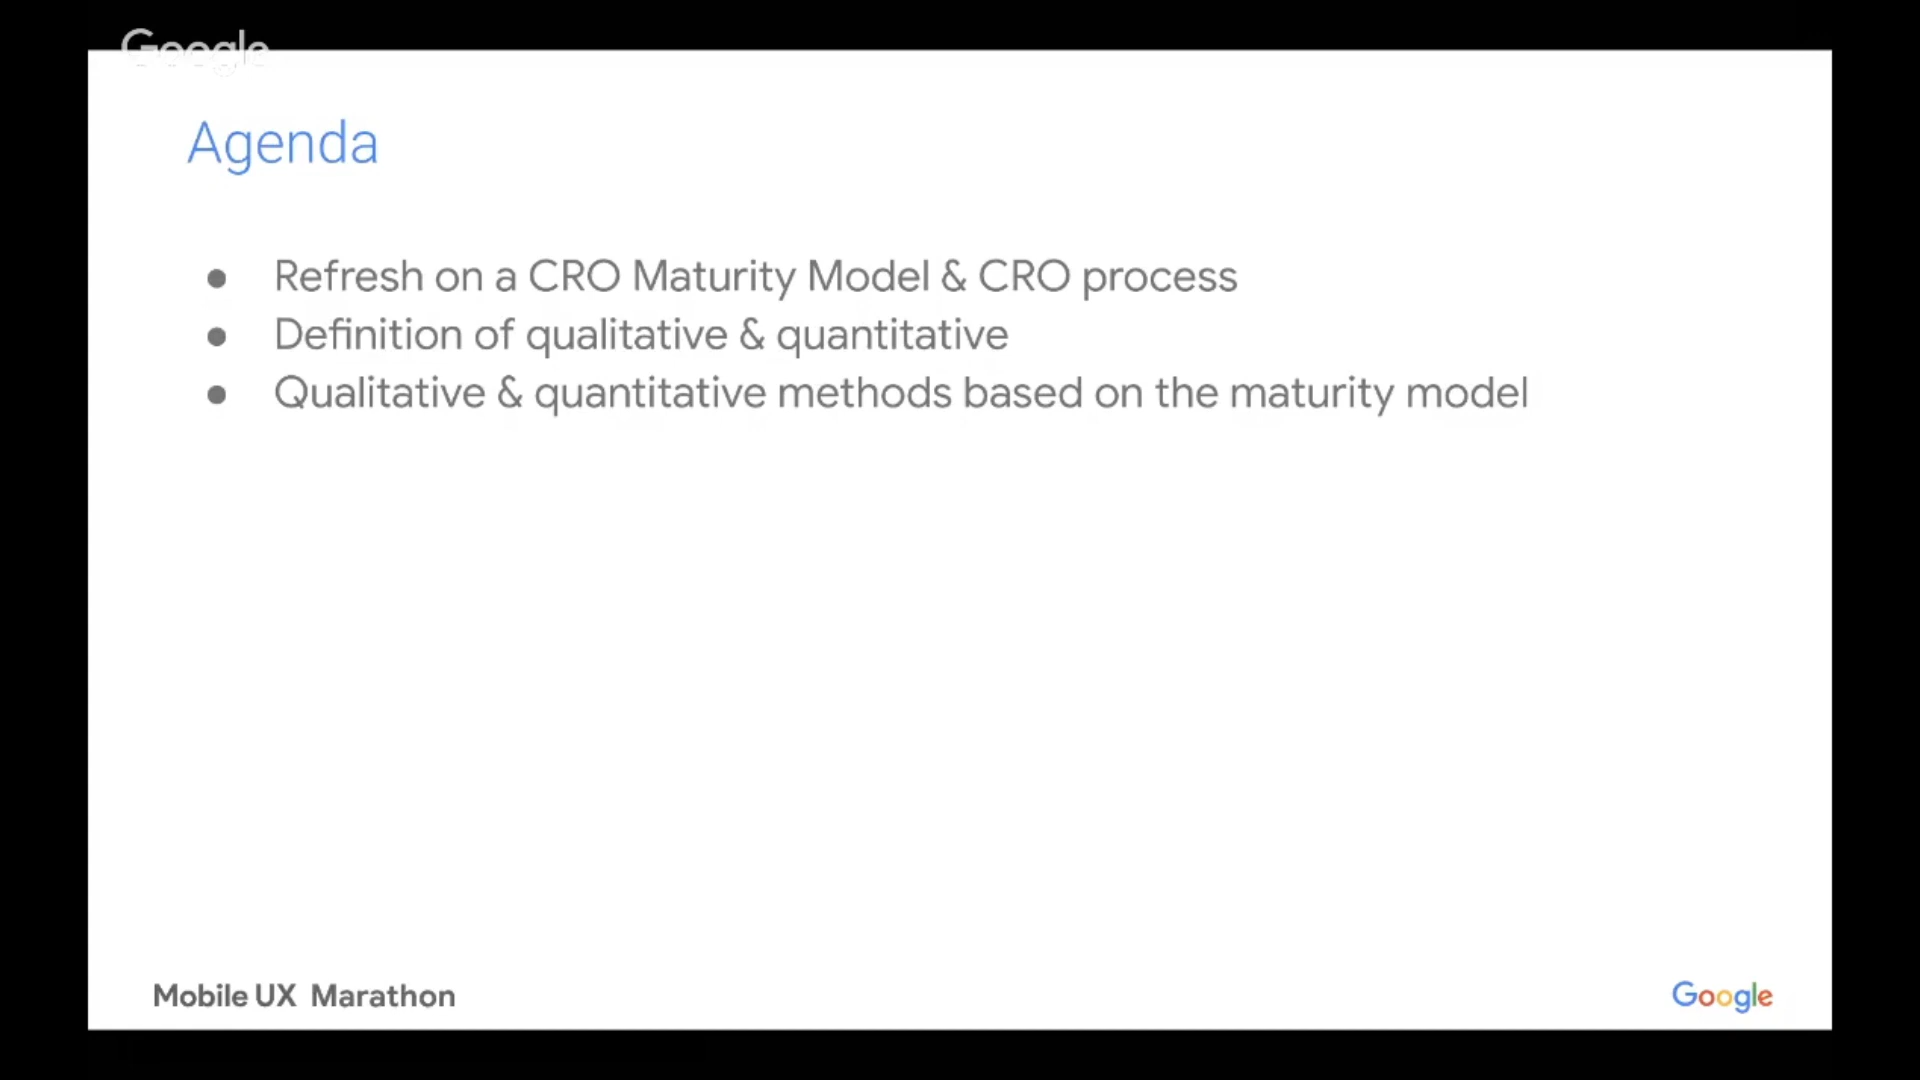 Google
Agenda
● Refresh on a CRO Maturity Model & CRO process
● Definition of qualitative & quantitative
● Qualitative & quantitative methods based on the maturity model
Mobile UX Marathon
Google